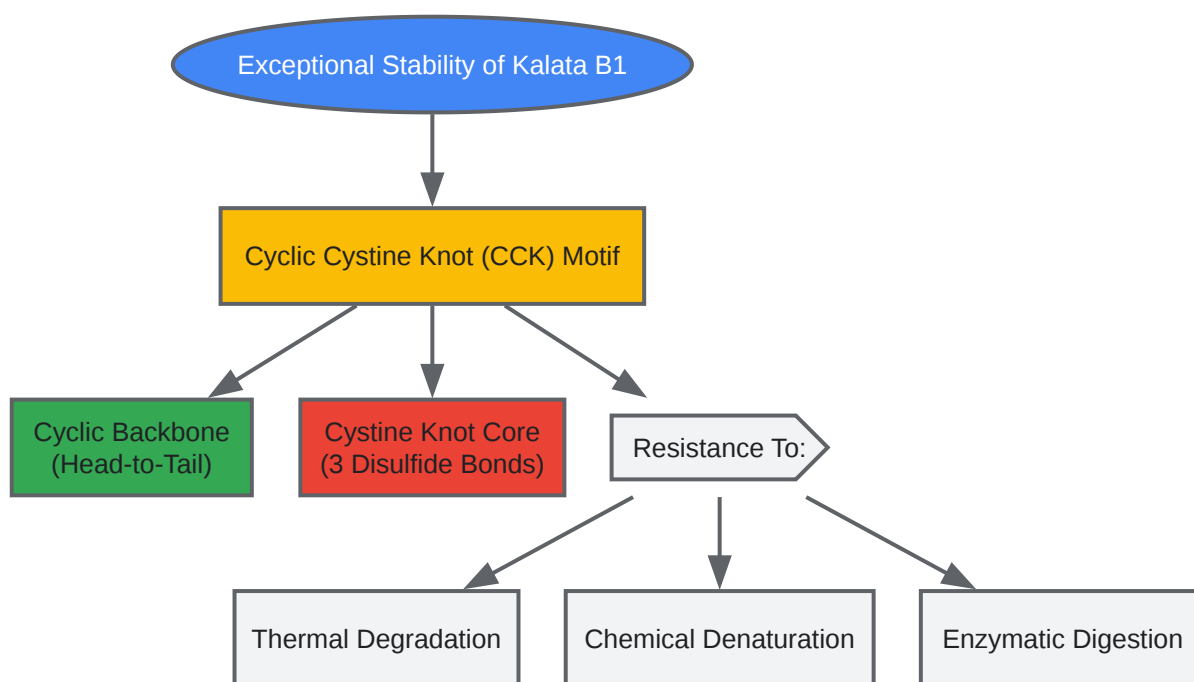 Exceptional Stability of Kalata B1
Cyclic Cystine Knot (CCK) Motif
Cyclic Backbone
(Head-to-Tail)
Cystine Knot Core
(3 Disulfide Bonds)
Resistance To:
Thermal Degradation
Chemical Denaturation
Enzymatic Digestion